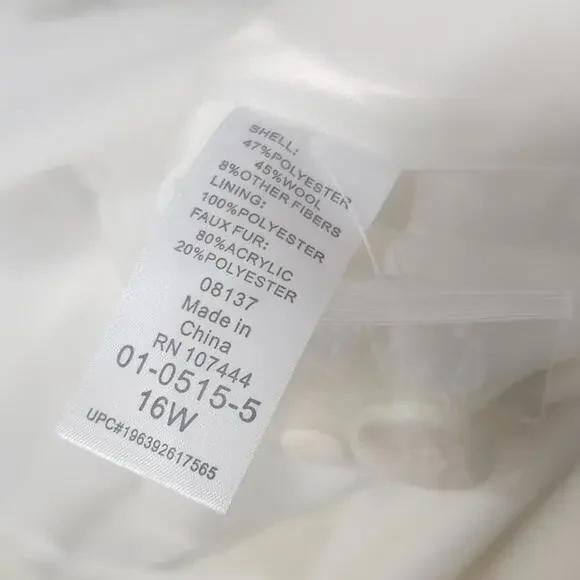 SHELL:
47%POLYESTER
45%WOOL
8%OTHER FIBERS
LINING:
100%POLYESTER
FAUX FUR:
80%ACRYLIC
20%POLYESTER
08137
Made in
China
RN 107444
01-0515-5
16W
UPC#196392617565